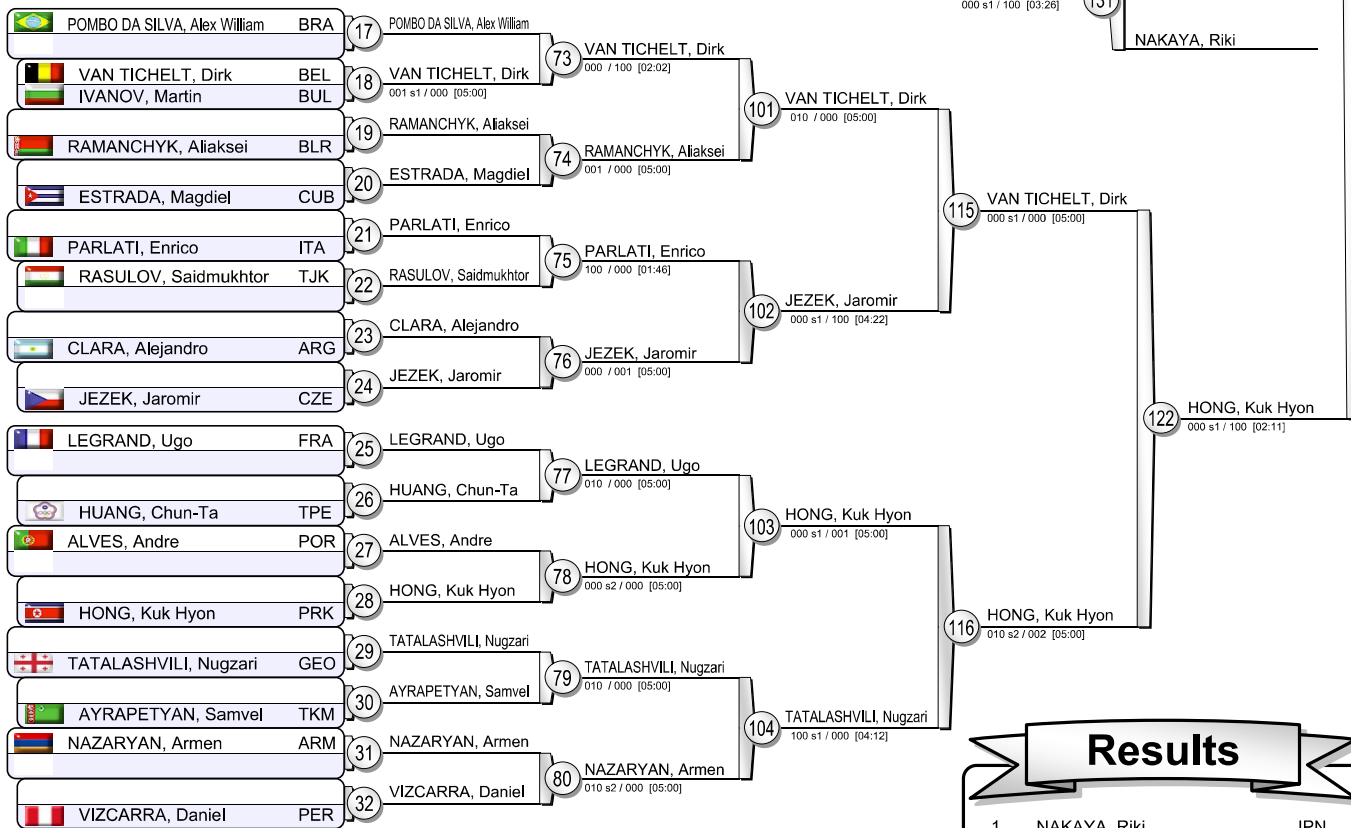 000 s1 / 100 [03:26]
131
NAKAYA, Riki
POMBO DA SILVA, Alex William BRA
VAN TICHELT, Dirk BEL
IVANOV, Martin BUL
RAMANCHYK, Aliaksei BLR
ESTRADA, Magdiel CUB
PARLATI, Enrico ITA
RASULOV, Saidmukhtor TJK
CLARA, Alejandro ARG
JEZEK, Jaromir CZE
LEGRAND, Ugo FRA
HUANG, Chun-Ta TPE
ALVES, Andre POR
HONG, Kuk Hyon PRK
TATALASHVILI, Nugzari GEO
AYRAPETYAN, Samvel TKM
NAZARYAN, Armen ARM
VIZCARRA, Daniel PER
17 POMBO DA SILVA, Alex William
18 VAN TICHELT, Dirk
001 s1 / 000 [05:00]
19 RAMANCHYK, Aliaksei
20 ESTRADA, Magdiel
21 PARLATI, Enrico
22 RASULOV, Saidmukhtor
23 CLARA, Alejandro
24 JEZEK, Jaromir
25 LEGRAND, Ugo
26 HUANG, Chun-Ta
27 ALVES, Andre
28 HONG, Kuk Hyon
29 TATALASHVILI, Nugzari
30 AYRAPETYAN, Samvel
31 NAZARYAN, Armen
32 VIZCARRA, Daniel
73 VAN TICHELT, Dirk
000 / 100 [02:02]
74 RAMANCHYK, Aliaksei
001 / 000 [05:00]
75 PARLATI, Enrico
100 / 000 [01:46]
76 JEZEK, Jaromir
000 / 001 [05:00]
77 LEGRAND, Ugo
010 / 000 [05:00]
78 HONG, Kuk Hyon
000 s2 / 000 [05:00]
79 TATALASHVILI, Nugzari
010 / 000 [05:00]
80 NAZARYAN, Armen
010 s2 / 000 [05:00]
101 VAN TICHELT, Dirk
010 / 000 [05:00]
102 JEZEK, Jaromir
000 s1 / 100 [04:22]
103 HONG, Kuk Hyon
000 s1 / 001 [05:00]
104 TATALASHVILI, Nugzari
100 s1 / 000 [04:12]
115 VAN TICHELT, Dirk
000 s1 / 000 [05:00]
116 HONG, Kuk Hyon
010 s2 / 002 [05:00]
122 HONG, Kuk Hyon
000 s1 / 100 [02:11]
Results
1 NAKAYA, Riki JPN